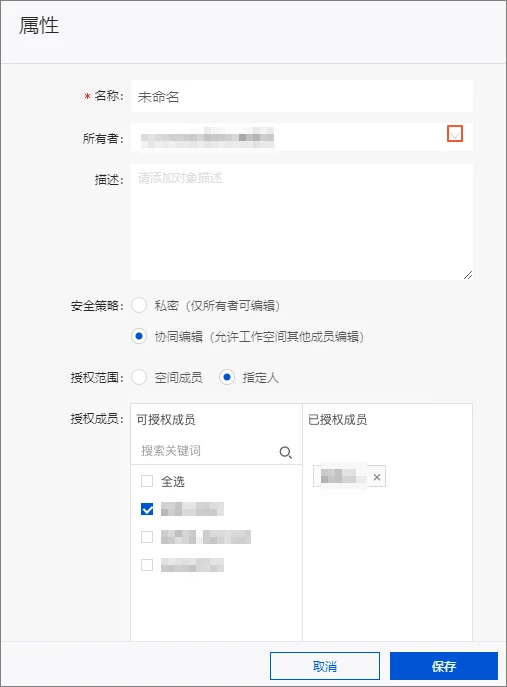 属性
* 名称: 未命名
所有者:
描述: 请添加对象描述
安全策略: 私密 (仅所有者可编辑)
协同编辑 (允许工作空间其他成员编辑)
授权范围: 空间成员 指定人
授权成员: 可授权成员 已授权成员
搜索关键词
全选
取消 保存